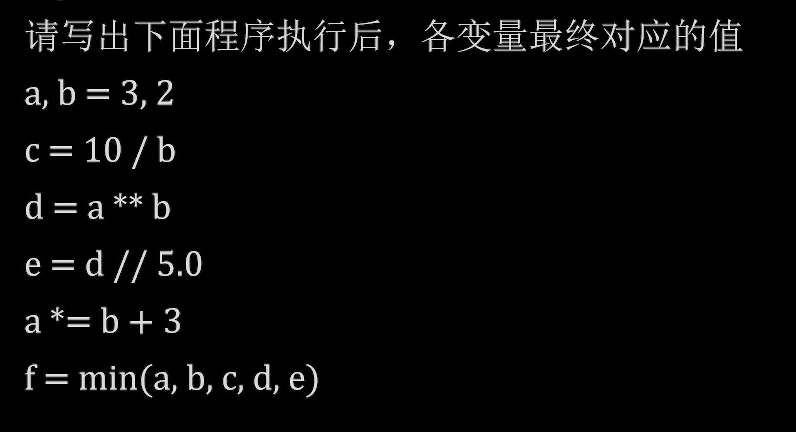 请写出下面程序执行后，各变量最终对应的值
a, b = 3, 2
c = 10 / b
d = a ** b
e = d // 5.0
a *= b + 3
f = min(a, b, c, d, e)